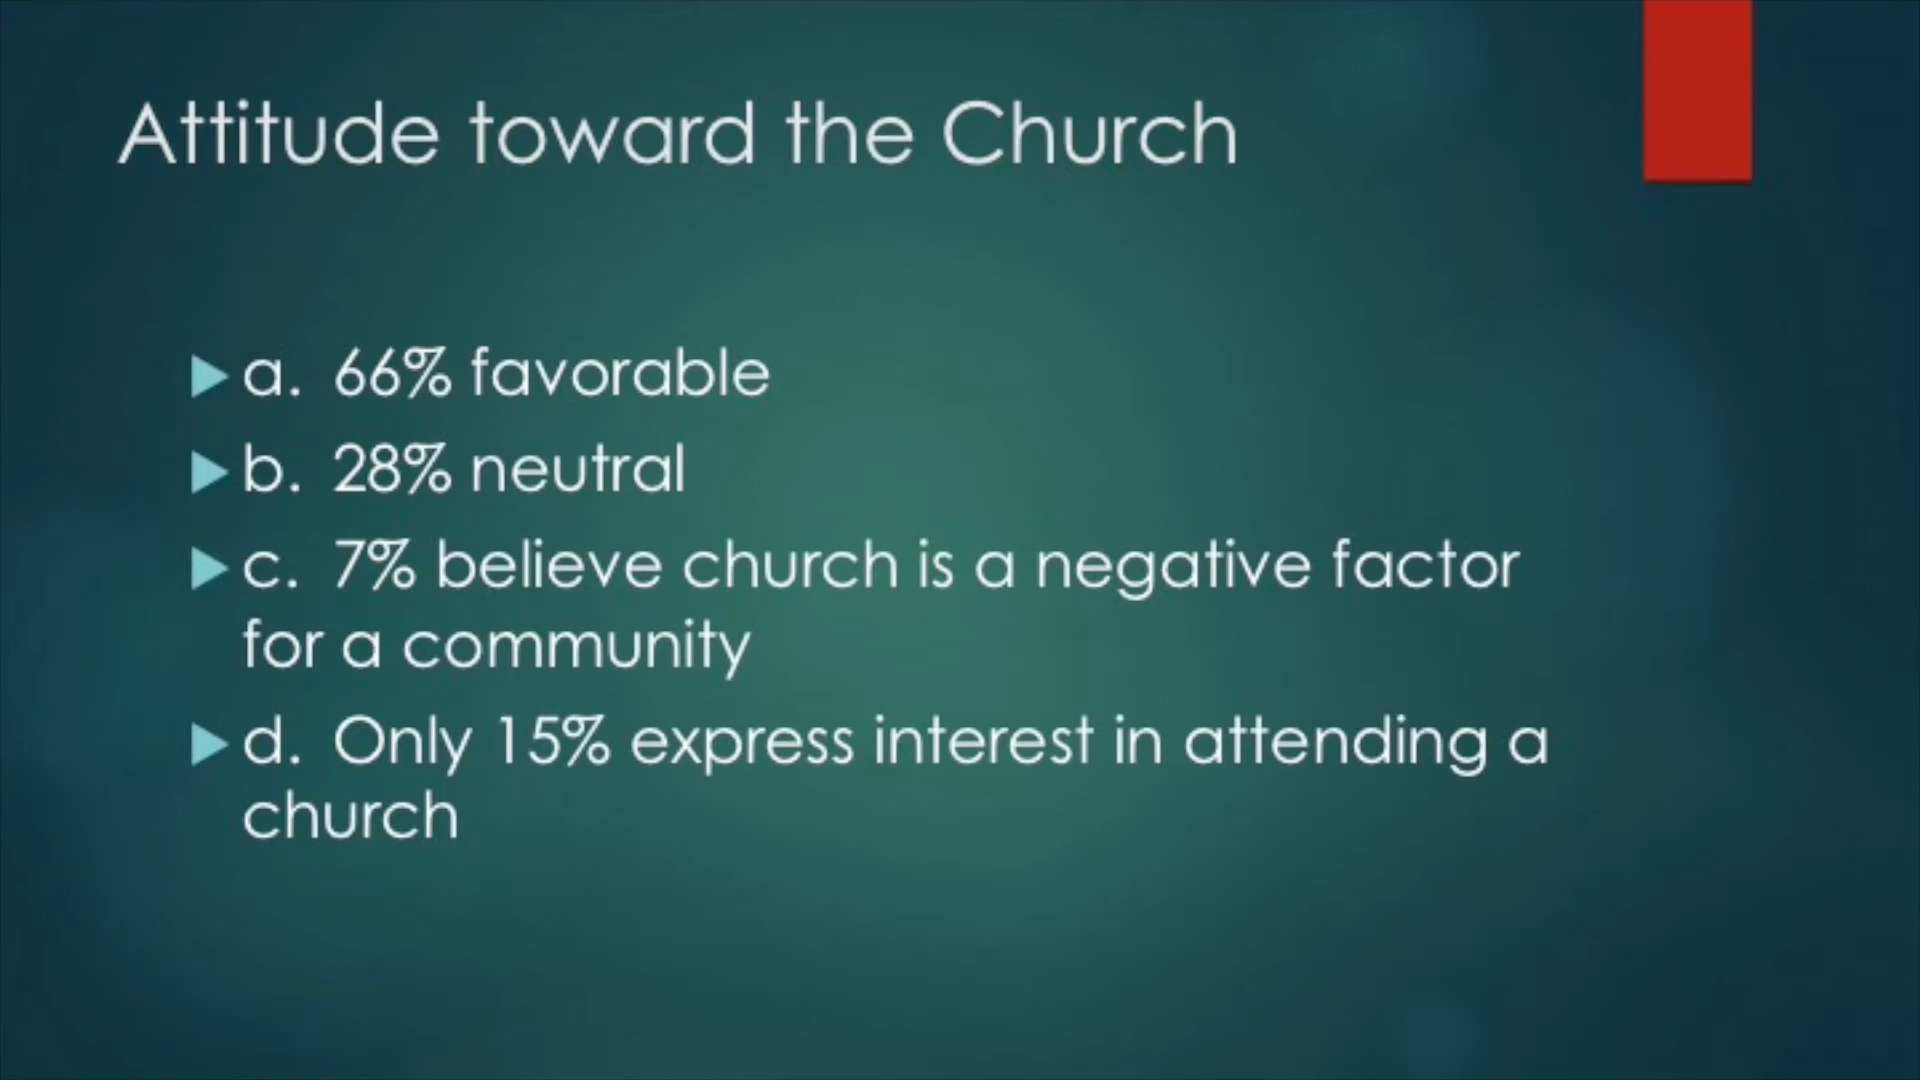 Attitude toward the Church
a. 66% favorable
b. 28% neutral
c. 7% believe church is a negative factor
for a community
d. Only 15% express interest in attending a
church